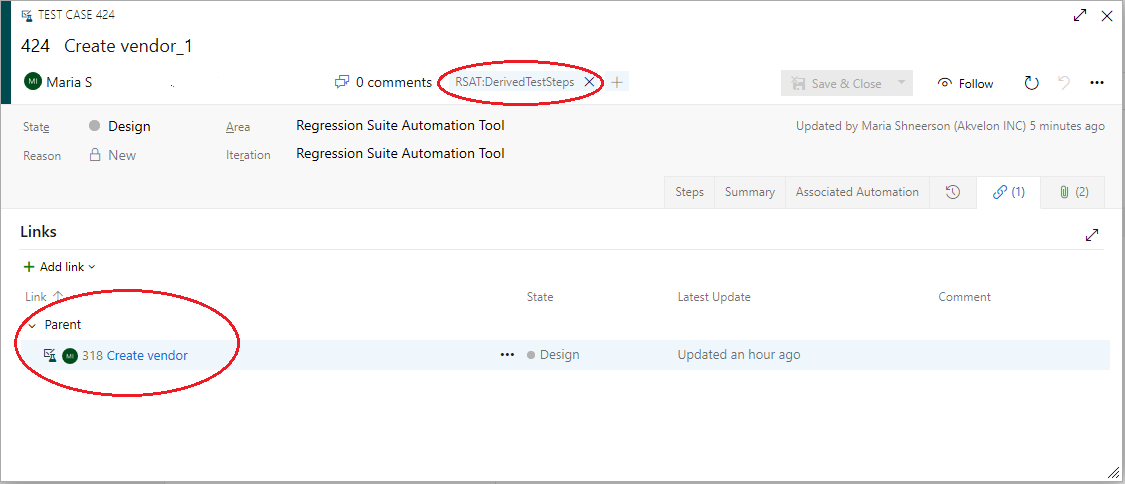 TEST CASE 424
424 Create vendor_1
MI Maria S . 0 comments RSAT:DerivedTestSteps Save & Close Follow
State Design Area Regression Suite Automation Tool Updated by Maria Shneerson (Akvelon INC) 5 minutes ago
Reason New Iteration Regression Suite Automation Tool
Steps Summary Associated Automation (1) (2)
Links
Add link
Link State Latest Update Comment
Parent
MI 318 Create vendor Design Updated an hour ago